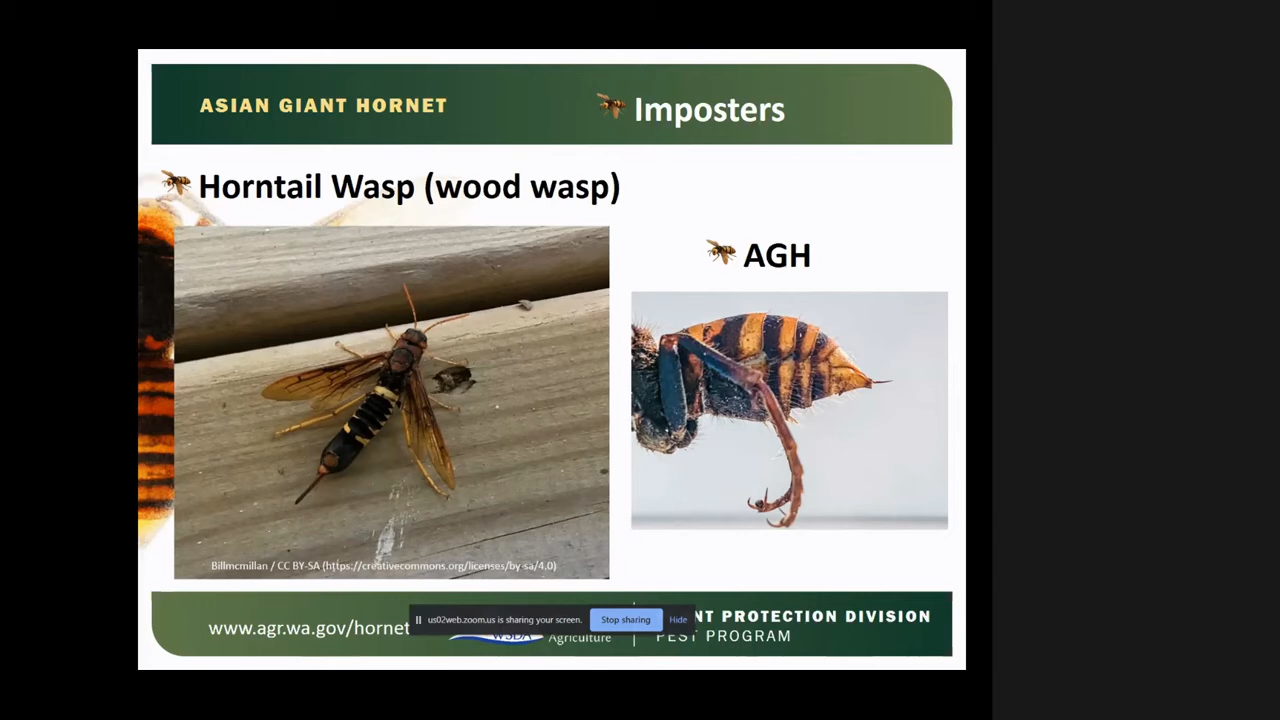 ASIAN GIANT HORNET
Imposters
Horntail Wasp (wood wasp)
AGH
Billmcmillan / CC BY-SA (https://creativecommons.org/licenses/by-sa/4.0)
www.agr.wa.gov/hornet
us02web.zoom.us is sharing your screen.
Stop sharing
Hide
WSDA
Agriculture
NT PROTECTION DIVISION
PEST PROGRAM